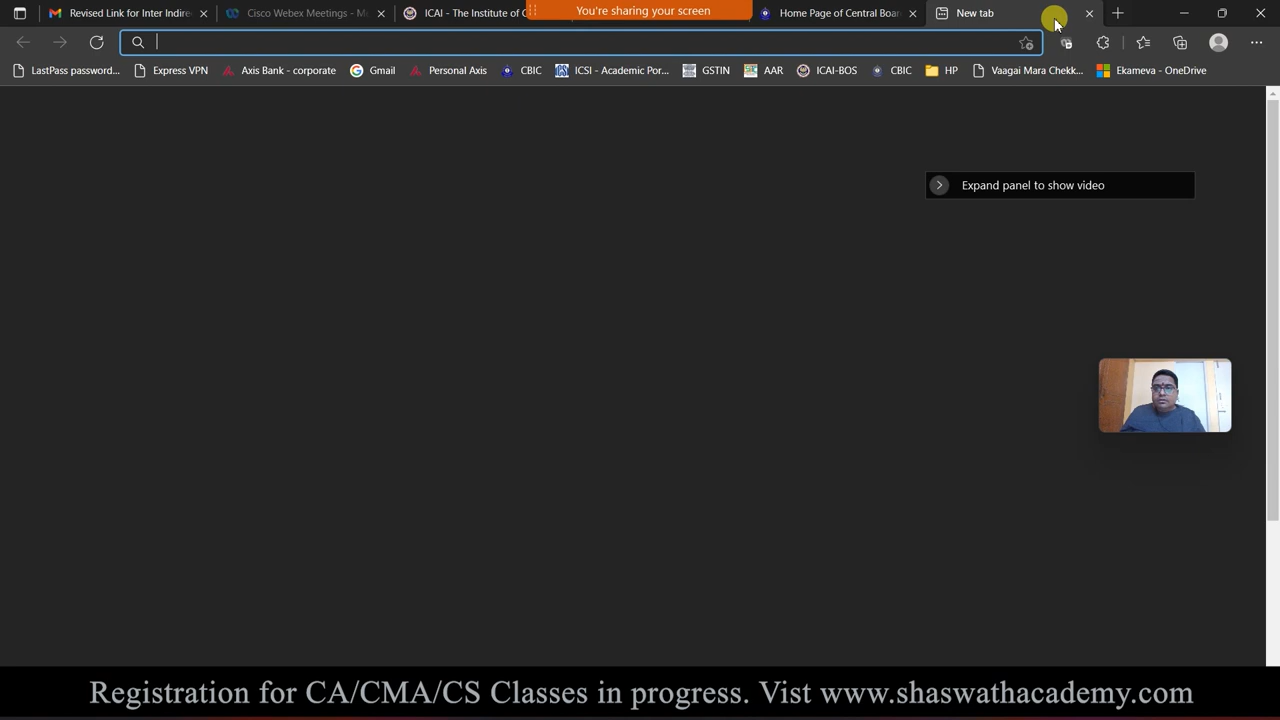 Revised Link for Inter Indire
Cisco Webex Meetings - M
ICAI - The Institute of C
You're sharing your screen
Home Page of Central Boar
New tab
LastPass password...
Express VPN
Axis Bank - corporate
Gmail
Personal Axis
CBIC
ICSI - Academic Por...
GSTIN
AAR
ICAI-BOS
CBIC
HP
Vaagai Mara Chekk...
Ekameva - OneDrive
Expand panel to show video
Registration for CA/CMA/CS Classes in progress. Vist www.shaswathacademy.com